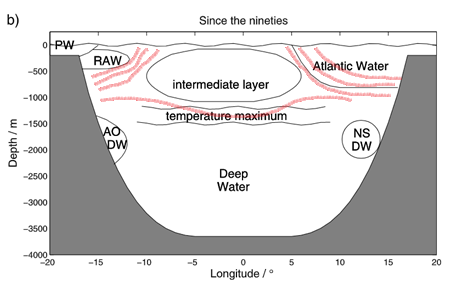 b)
Since the nineties
PW
RAW
Atlantic Water
intermediate layer
temperature maximum
AO
DW
NS
DW
Deep
Water
Depth / m
0
−500
−1000
−1500
−2000
−2500
−3000
−3500
−4000
−20
−15
−10
−5
0
5
10
15
20
Longitude / °